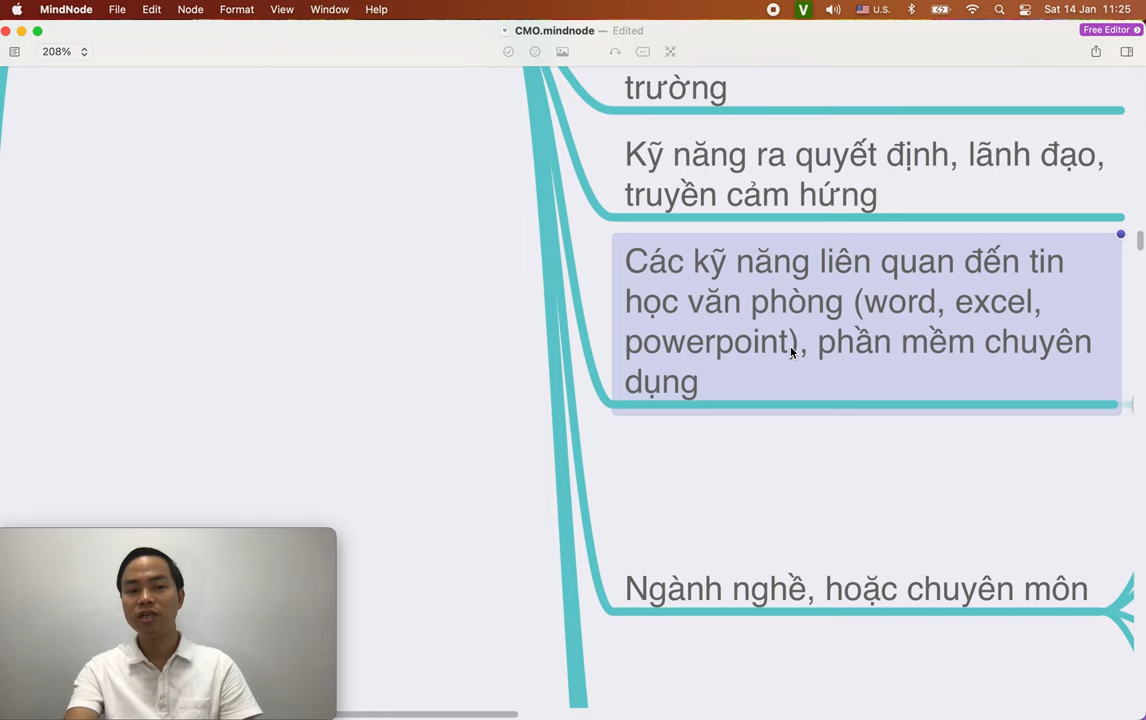 MindNode File Edit Node Format View Window Help V U.S. Sat 14 Jan 11:25
CMO.mindnode — Edited
Free Editor
208%
trường
Kỹ năng ra quyết định, lãnh đạo,
truyền cảm hứng
Các kỹ năng liên quan đến tin
học văn phòng (word, excel,
powerpoint), phần mềm chuyên
dụng
Ngành nghề, hoặc chuyên môn